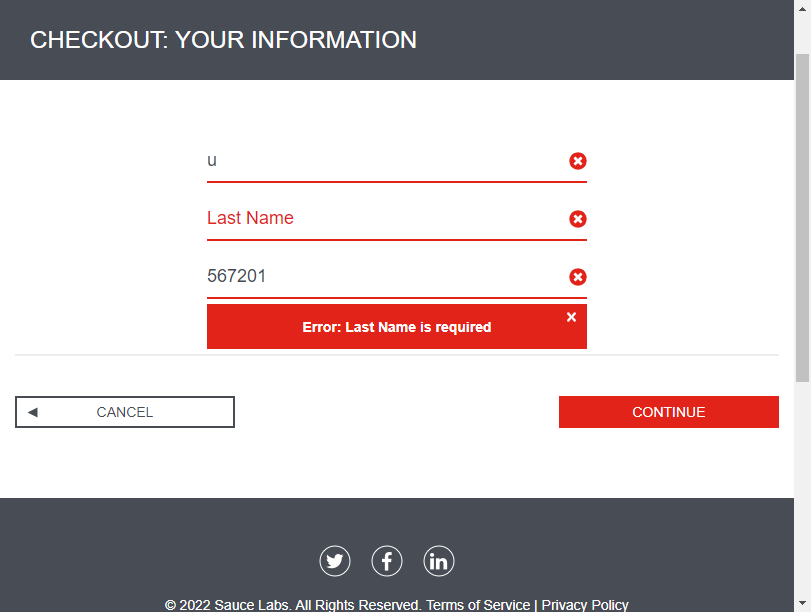 CHECKOUT: YOUR INFORMATION
u
Last Name
567201
Error: Last Name is required
CANCEL
CONTINUE
© 2022 Sauce Labs. All Rights Reserved. Terms of Service | Privacy Policy